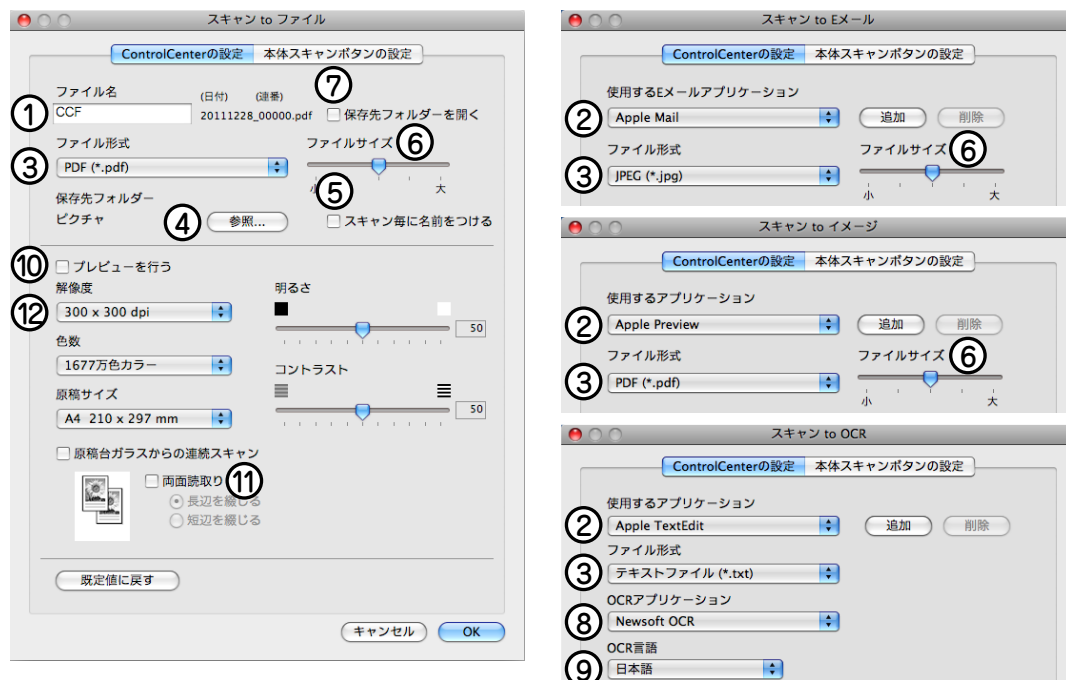 スキャン to ファイル
ControlCenterの設定 本体スキャンボタンの設定
⑦
ファイル名 (日付) (連番)
① CCF 20111228_00000.pdf 保存先フォルダーを開く
ファイル形式 ファイルサイズ ⑥
③ PDF (*.pdf)
小 大
⑤
保存先フォルダー
ピクチャ ④ 参照... スキャン毎に名前をつける
⑩ プレビューを行う
解像度 明るさ
⑫ 300 x 300 dpi
50
色数
1677万色カラー コントラスト
原稿サイズ
A4 210 x 297 mm 50
原稿台ガラスからの連続スキャン
両面読取り ⑪
長辺を綴じる
短辺を綴じる
既定値に戻す
キャンセル OK
スキャン to Eメール
ControlCenterの設定 本体スキャンボタンの設定
使用するEメールアプリケーション
② Apple Mail 追加 削除
ファイル形式 ファイルサイズ ⑥
③ JPEG (*.jpg)
小 大
スキャン to イメージ
ControlCenterの設定 本体スキャンボタンの設定
使用するアプリケーション
② Apple Preview 追加 削除
ファイル形式 ファイルサイズ ⑥
③ PDF (*.pdf)
小 大
スキャン to OCR
ControlCenterの設定 本体スキャンボタンの設定
使用するアプリケーション
② Apple TextEdit 追加 削除
ファイル形式
③ テキストファイル (*.txt)
OCRアプリケーション
⑧ Newsoft OCR
OCR言語
⑨ 日本語